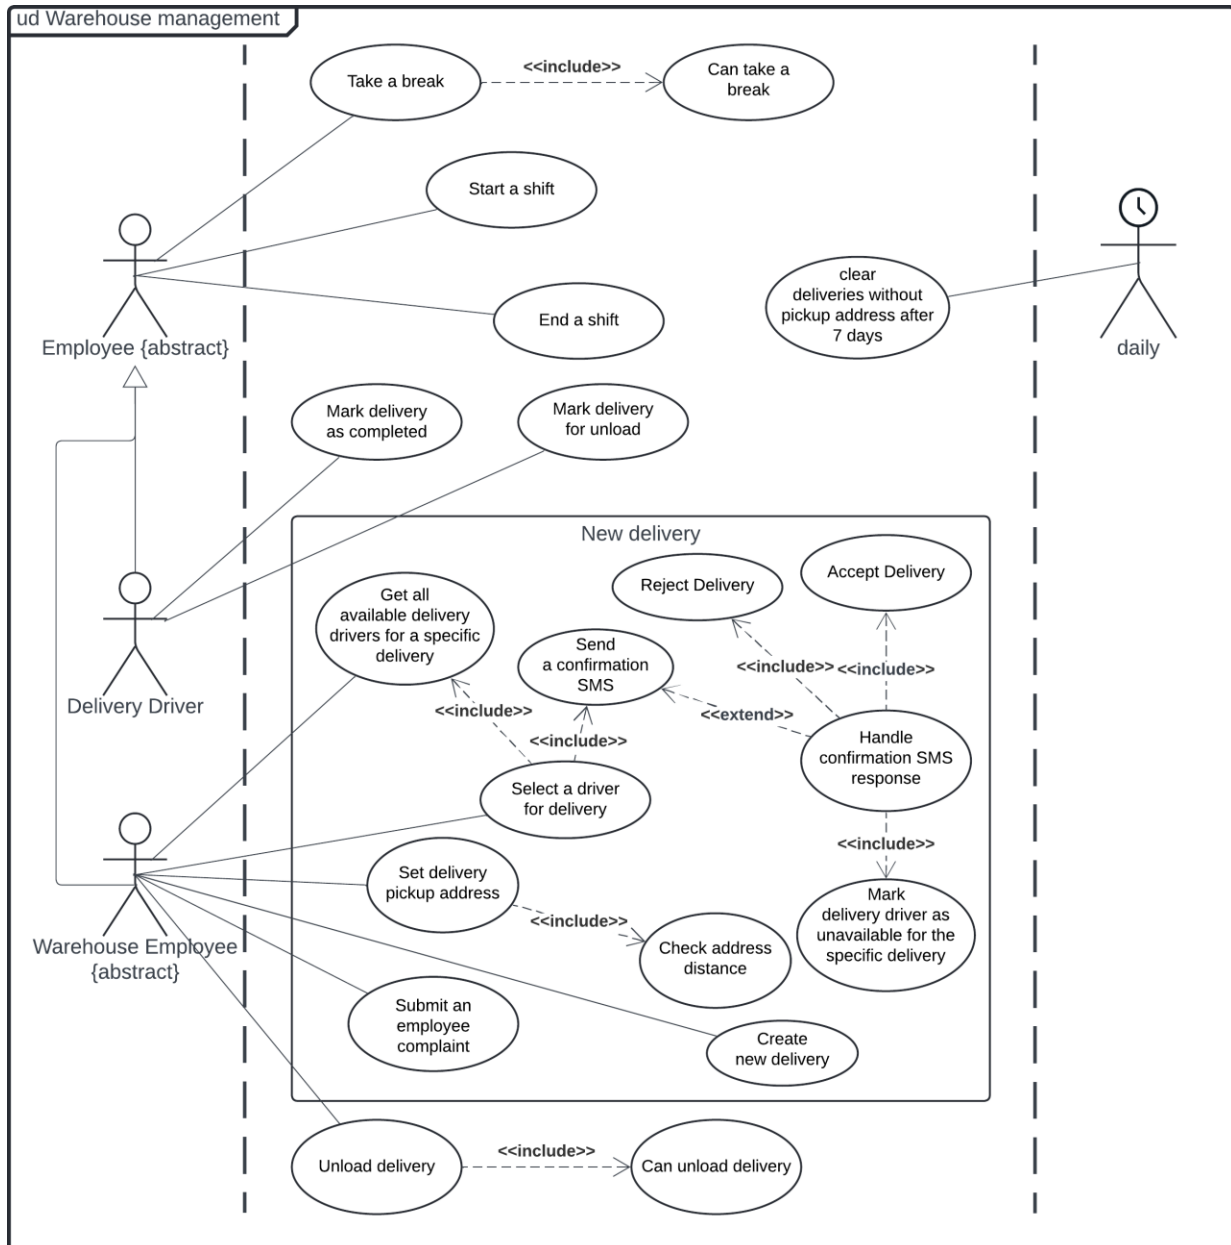 ud Warehouse management
Take a break
<<include>>
Can take a
break
Start a shift
End a shift
clear
deliveries without
pickup address after
7 days
Employee {abstract}
daily
Mark delivery
as completed
Mark delivery
for unload
New delivery
Get all
available delivery
drivers for a specific
delivery
Reject Delivery
Accept Delivery
Send
a confirmation
SMS
<<include>>
<<include>>
<<include>>
<<extend>>
<<include>>
Delivery Driver
Select a driver
for delivery
Handle
confirmation SMS
response
<<include>>
Set delivery
pickup address
<<include>>
Check address
distance
Mark
delivery driver as
unavailable for the
specific delivery
Warehouse Employee
{abstract}
Submit an
employee
complaint
Create
new delivery
Unload delivery
<<include>>
Can unload delivery